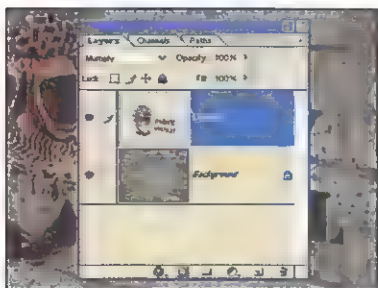 Layers Channels Paths
Multiply Opacity: 100%
Lock: Fill: 100%
Background